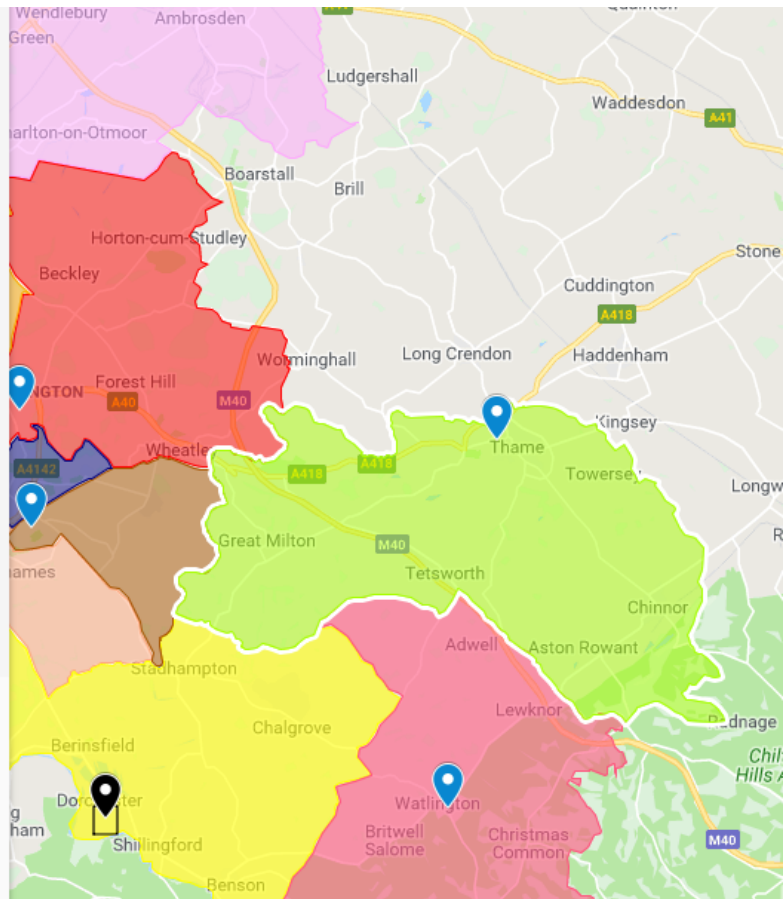 Wendlebury
Ambrosden
Green
Ludgershall
Waddesdon
A41
harlton-on-Otmoor
Boarstall
Brill
Horton-cum-Studley
Stone
Beckley
Cuddington
A418
Worminghall
Long Crendon
Haddenham
NGTON
Forest Hill
A40
M40
Kingsey
Wheatle
Thame
A4142
A418
A418
Towersey
Longw
Great Milton
M40
R
hames
Tetsworth
Chinnor
Adwell
Aston Rowant
Stadhampton
Lewknor
Radnage
Chalgrove
Berinsfield
Chilt
Hills A
Watlington
g
ham
Shillingford
Britwell
Salome
Christmas
Common
M40
Benson